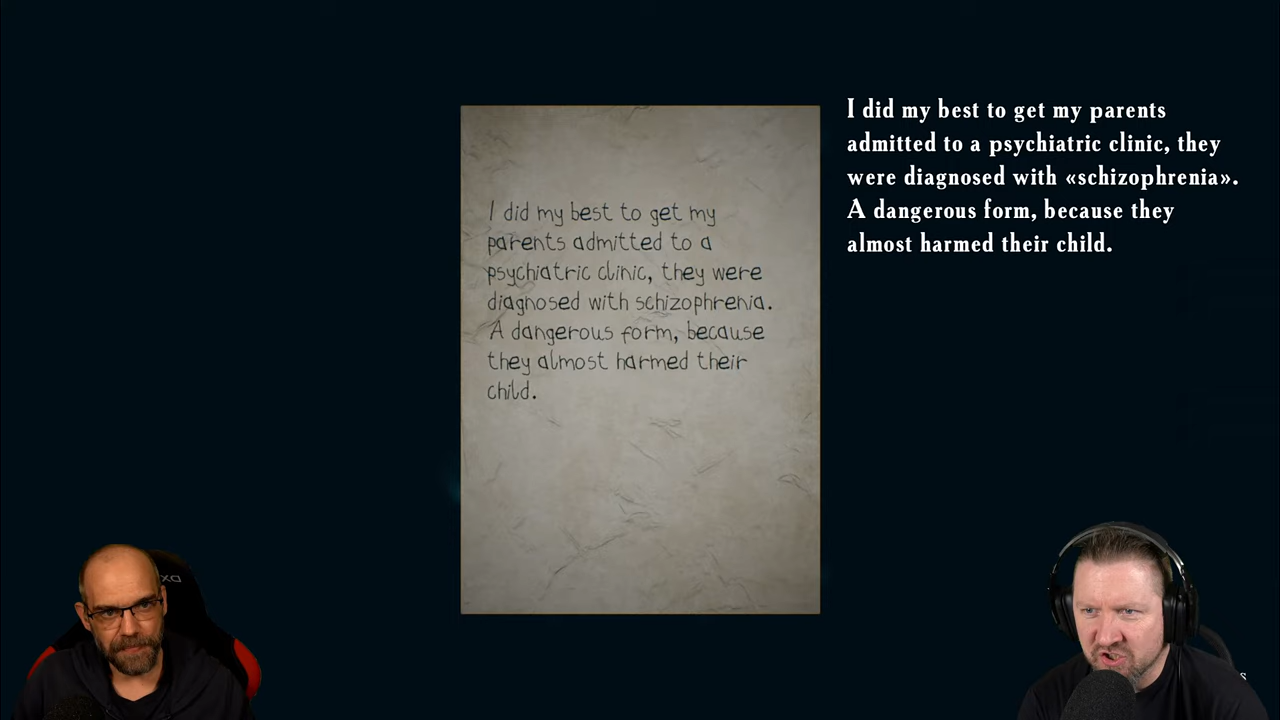 I did my best to get my
parents admitted to a
psychiatric clinic, they were
diagnosed with schizophrenia.
A dangerous form, because
they almost harmed their
child.
I did my best to get my parents
admitted to a psychiatric clinic, they
were diagnosed with «schizophrenia».
A dangerous form, because they
almost harmed their child.